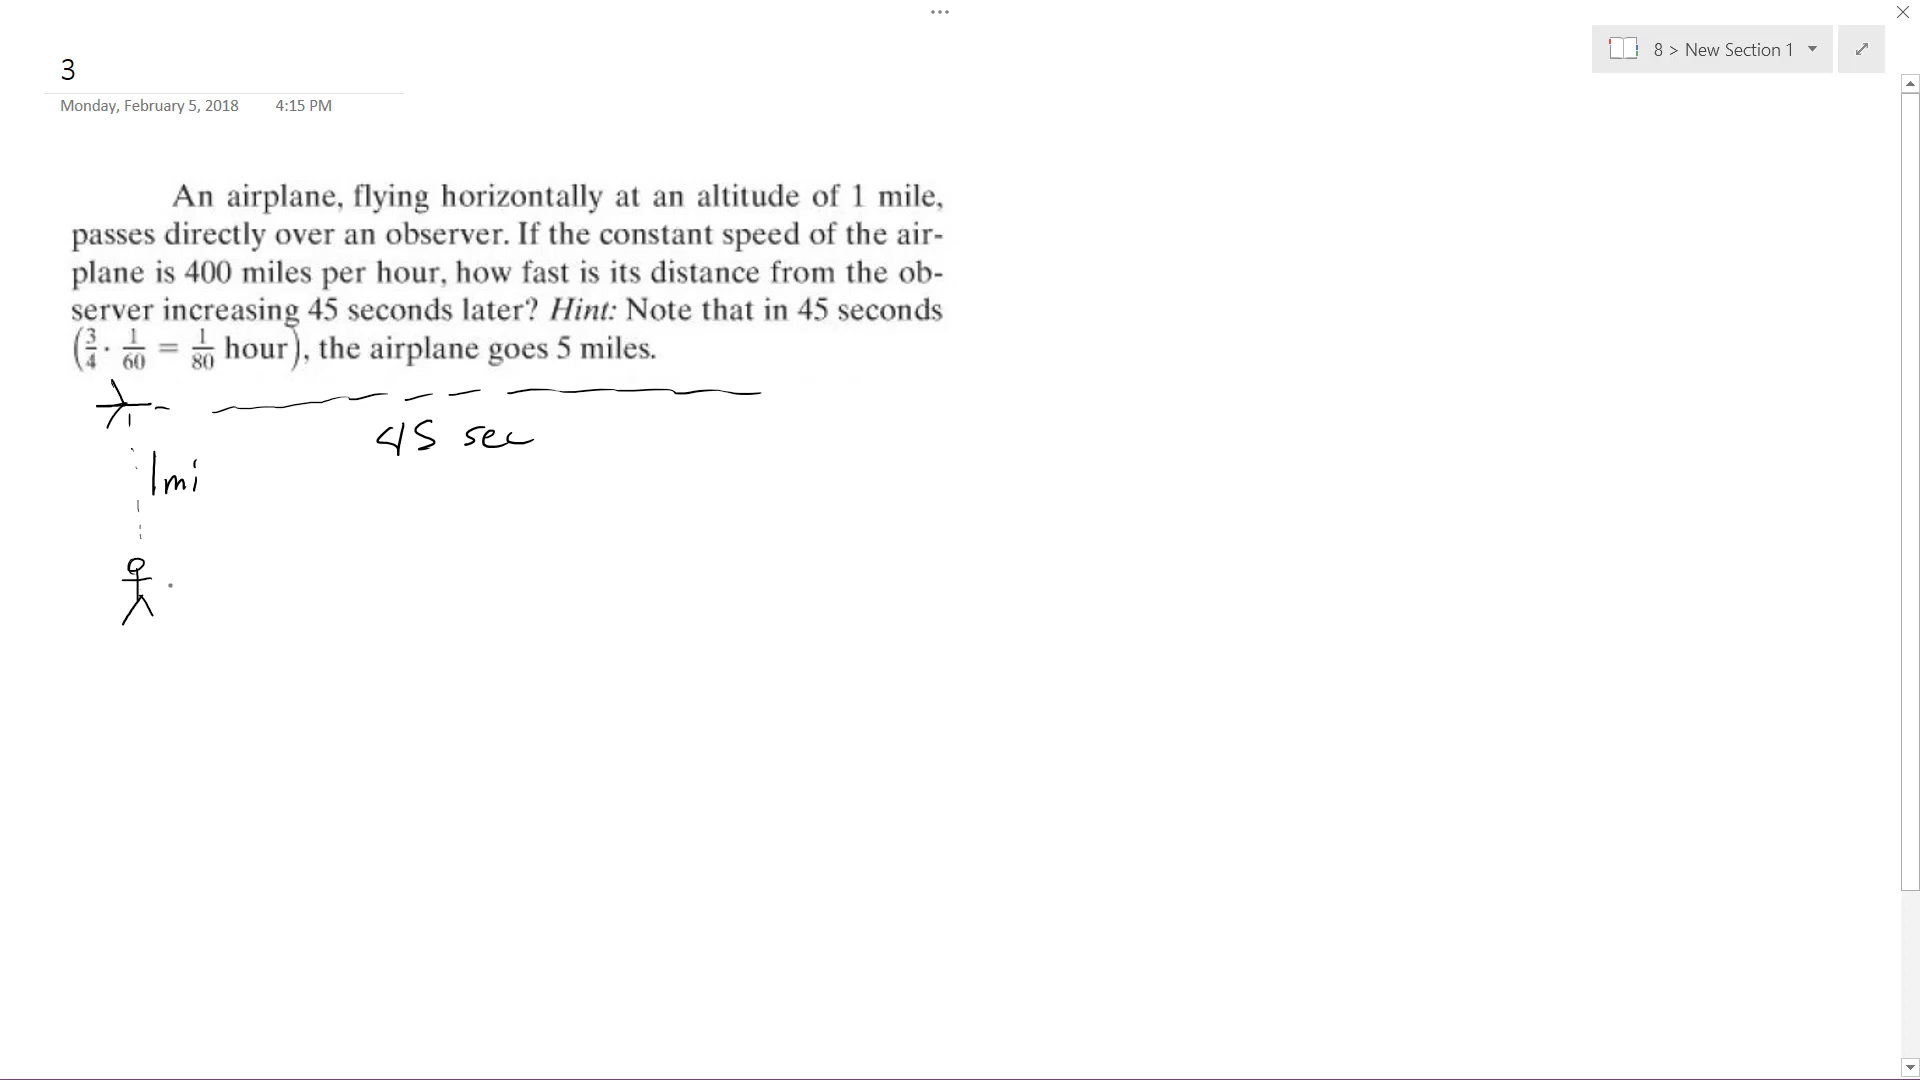 ...
8 > New Section 1
3
Monday, February 5, 2018 4:15 PM
An airplane, flying horizontally at an altitude of 1 mile,
passes directly over an observer. If the constant speed of the air-
plane is 400 miles per hour, how fast is its distance from the ob-
server increasing 45 seconds later? Hint: Note that in 45 seconds
(3/4 · 1/60 = 1/80 hour), the airplane goes 5 miles.
45 sec
1mi